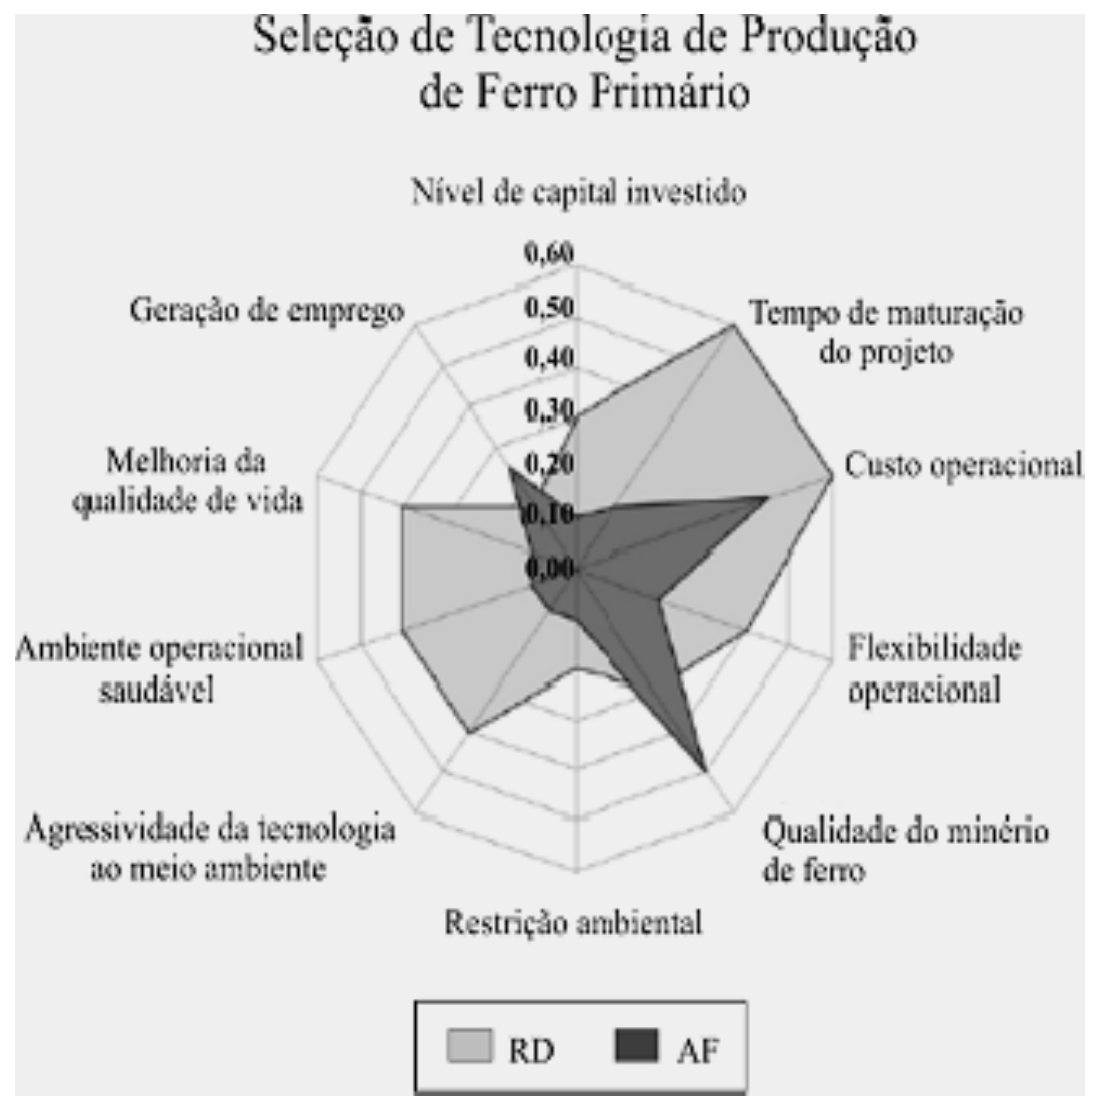 Seleção de Tecnologia de Produção
de Ferro Primário
Nível de capital investido
0,60
Geração de emprego
0,50
Tempo de maturação
do projeto
0,40
0,30
Melhoria da
qualidade de vida
0,20
Custo operacional
0,10
0,00
Ambiente operacional
saudável
Flexibilidade
operacional
Agressividade da tecnologia
ao meio ambiente
Qualidade do minério
de ferro
Restrição ambiental
RD
AF